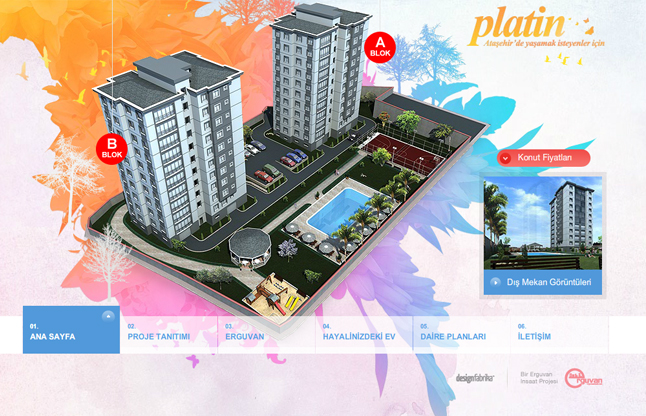 platin
Ataşehir'de yaşamak isteyenler için
A
BLOK
B
BLOK
Konut Fiyatları
Dış Mekan Görüntüleri
01.
ANA SAYFA
02.
PROJE TANITIMI
03.
ERGUVAN
04.
HAYALİNİZDEKİ EV
05.
DAİRE PLANLARI
06.
İLETİŞİM
designfabrika
Bir Erguvan
İnşaat Projesi
erguvan